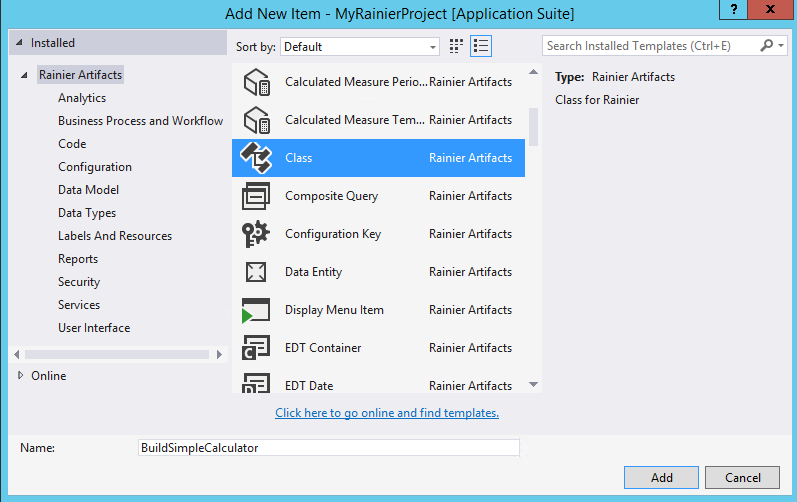 Add New Item - MyRainierProject [Application Suite]
? X
Installed
Sort by: Default
Search Installed Templates (Ctrl+E)
Rainier Artifacts
Analytics
Business Process and Workflow
Code
Configuration
Data Model
Data Types
Labels And Resources
Reports
Security
Services
User Interface
Online
Calculated Measure Perio... Rainier Artifacts
Calculated Measure Tem... Rainier Artifacts
Class Rainier Artifacts
Composite Query Rainier Artifacts
Configuration Key Rainier Artifacts
Data Entity Rainier Artifacts
Display Menu Item Rainier Artifacts
EDT Container Rainier Artifacts
EDT Date Rainier Artifacts
Click here to go online and find templates.
Type: Rainier Artifacts
Class for Rainier
Name: BuildSimpleCalculator
Add Cancel